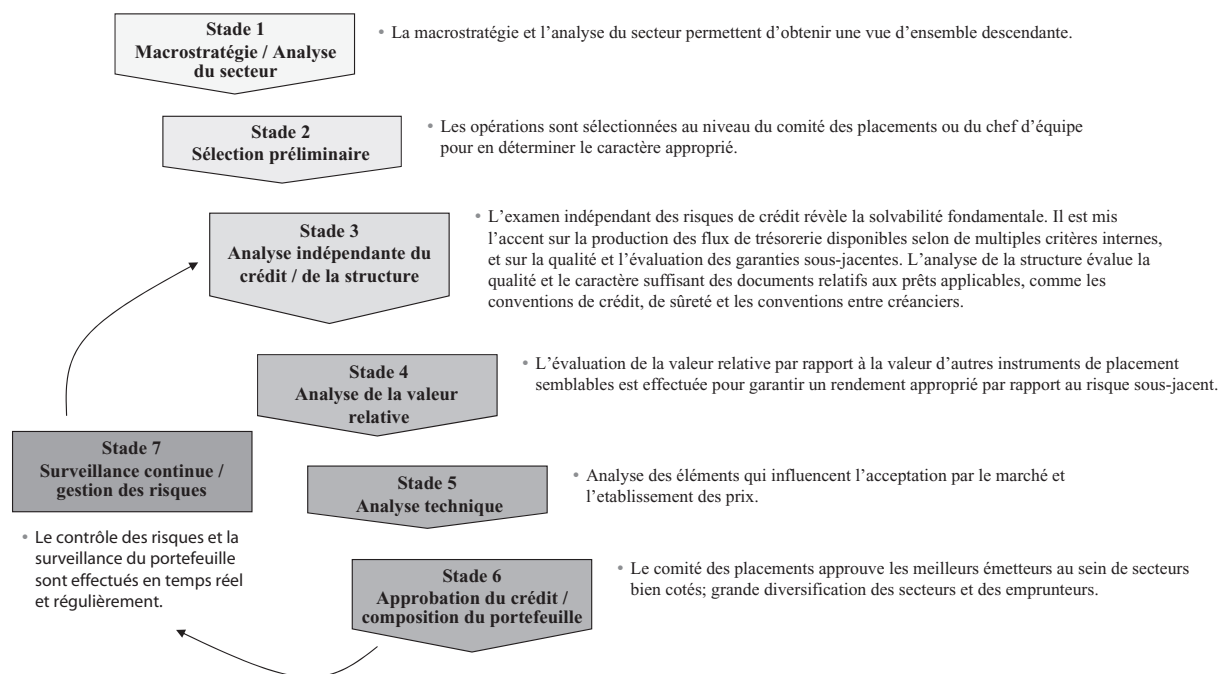 Stade 1
Macrostratégie / Analyse
du secteur
• La macrostratégie et l'analyse du secteur permettent d'obtenir une vue d'ensemble descendante.
Stade 2
Sélection préliminaire
• Les opérations sont sélectionnées au niveau du comité des placements ou du chef d'équipe
pour en déterminer le caractère approprié.
Stade 3
Analyse indépendante du
crédit / de la structure
• L'examen indépendant des risques de crédit révèle la solvabilité fondamentale. Il est mis
l'accent sur la production des flux de trésorerie disponibles selon de multiples critères internes,
et sur la qualité et l'évaluation des garanties sous-jacentes. L'analyse de la structure évalue la
qualité et le caractère suffisant des documents relatifs aux prêts applicables, comme les
conventions de crédit, de sûreté et les conventions entre créanciers.
Stade 4
Analyse de la valeur
relative
• L'évaluation de la valeur relative par rapport à la valeur d'autres instruments de placement
semblables est effectuée pour garantir un rendement approprié par rapport au risque sous-jacent.
Stade 5
Analyse technique
• Analyse des éléments qui influencent l'acceptation par le marché et
l'etablissement des prix.
Stade 6
Approbation du crédit /
composition du portefeuille
• Le comité des placements approuve les meilleurs émetteurs au sein de secteurs
bien cotés; grande diversification des secteurs et des emprunteurs.
Stade 7
Surveillance continue /
gestion des risques
• Le contrôle des risques et la
surveillance du portefeuille
sont effectués en temps réel
et régulièrement.